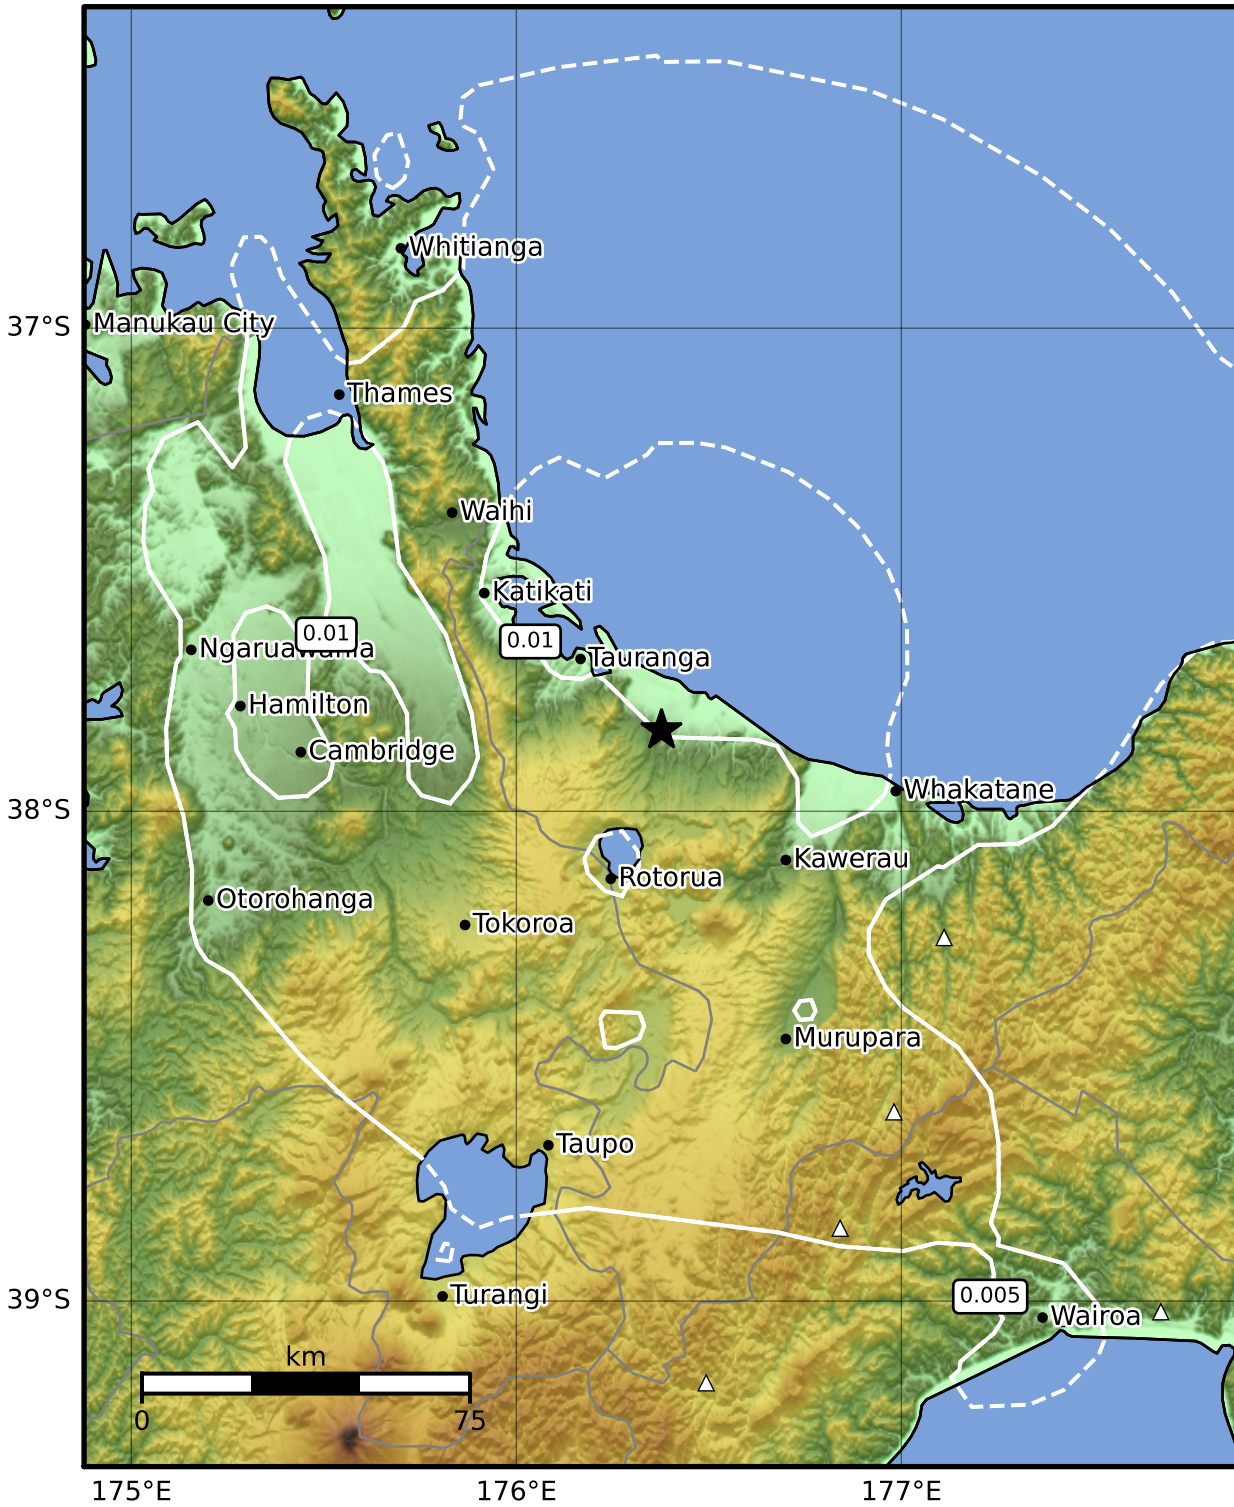 Whitianga
Manukau City
37°S
Thames
Waihi
Katikati
0.01
0.01
Tauranga
Hamilton
Cambridge
Whakatane
38°S
Kawerau
Rotorua
Otorohanga
Tokoroa
Murupara
Taupo
Turangi
39°S
0.005
Wairoa
km
0
75
175°E
176°E
177°E